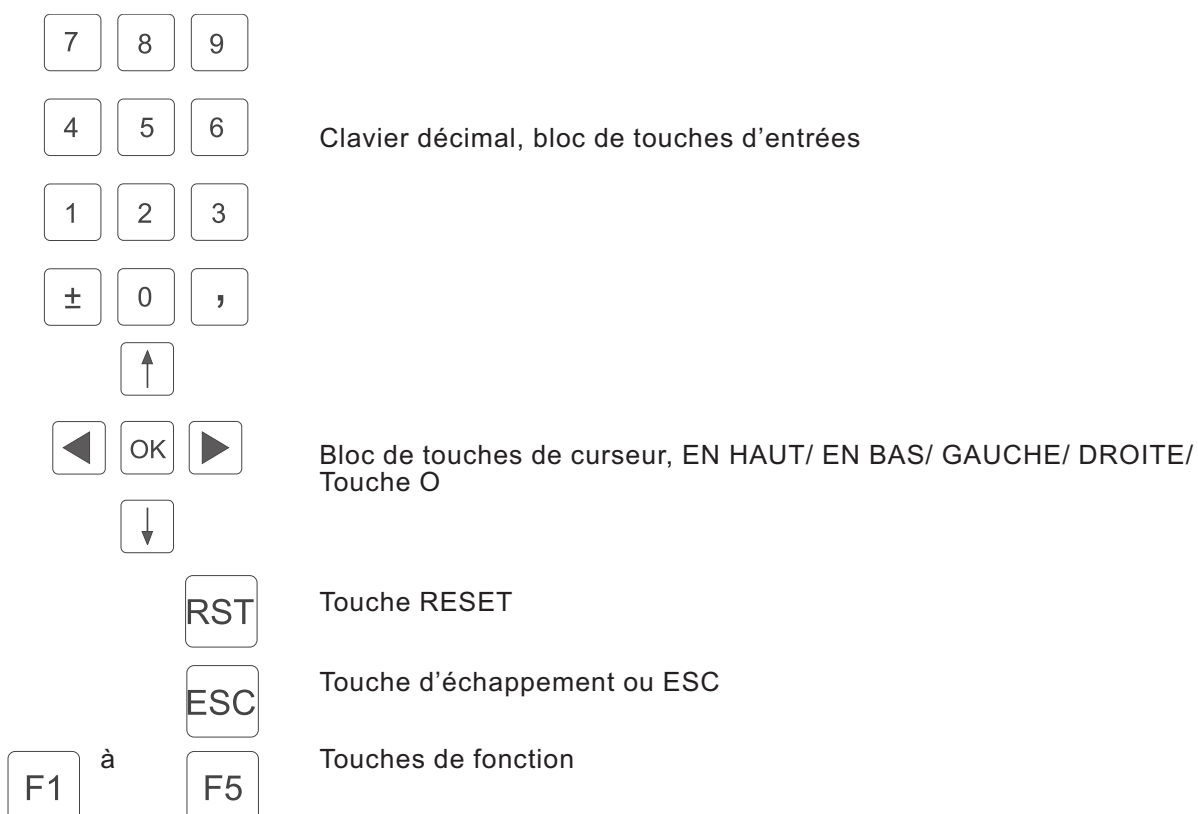 7 8 9
4 5 6
Clavier décimal, bloc de touches d'entrées
1 2 3
± 0 ,
OK
Bloc de touches de curseur, EN HAUT/ EN BAS/ GAUCHE/ DROITE/
Touche O
RST
Touche RESET
ESC
Touche d'échappement ou ESC
F1 à F5
Touches de fonction